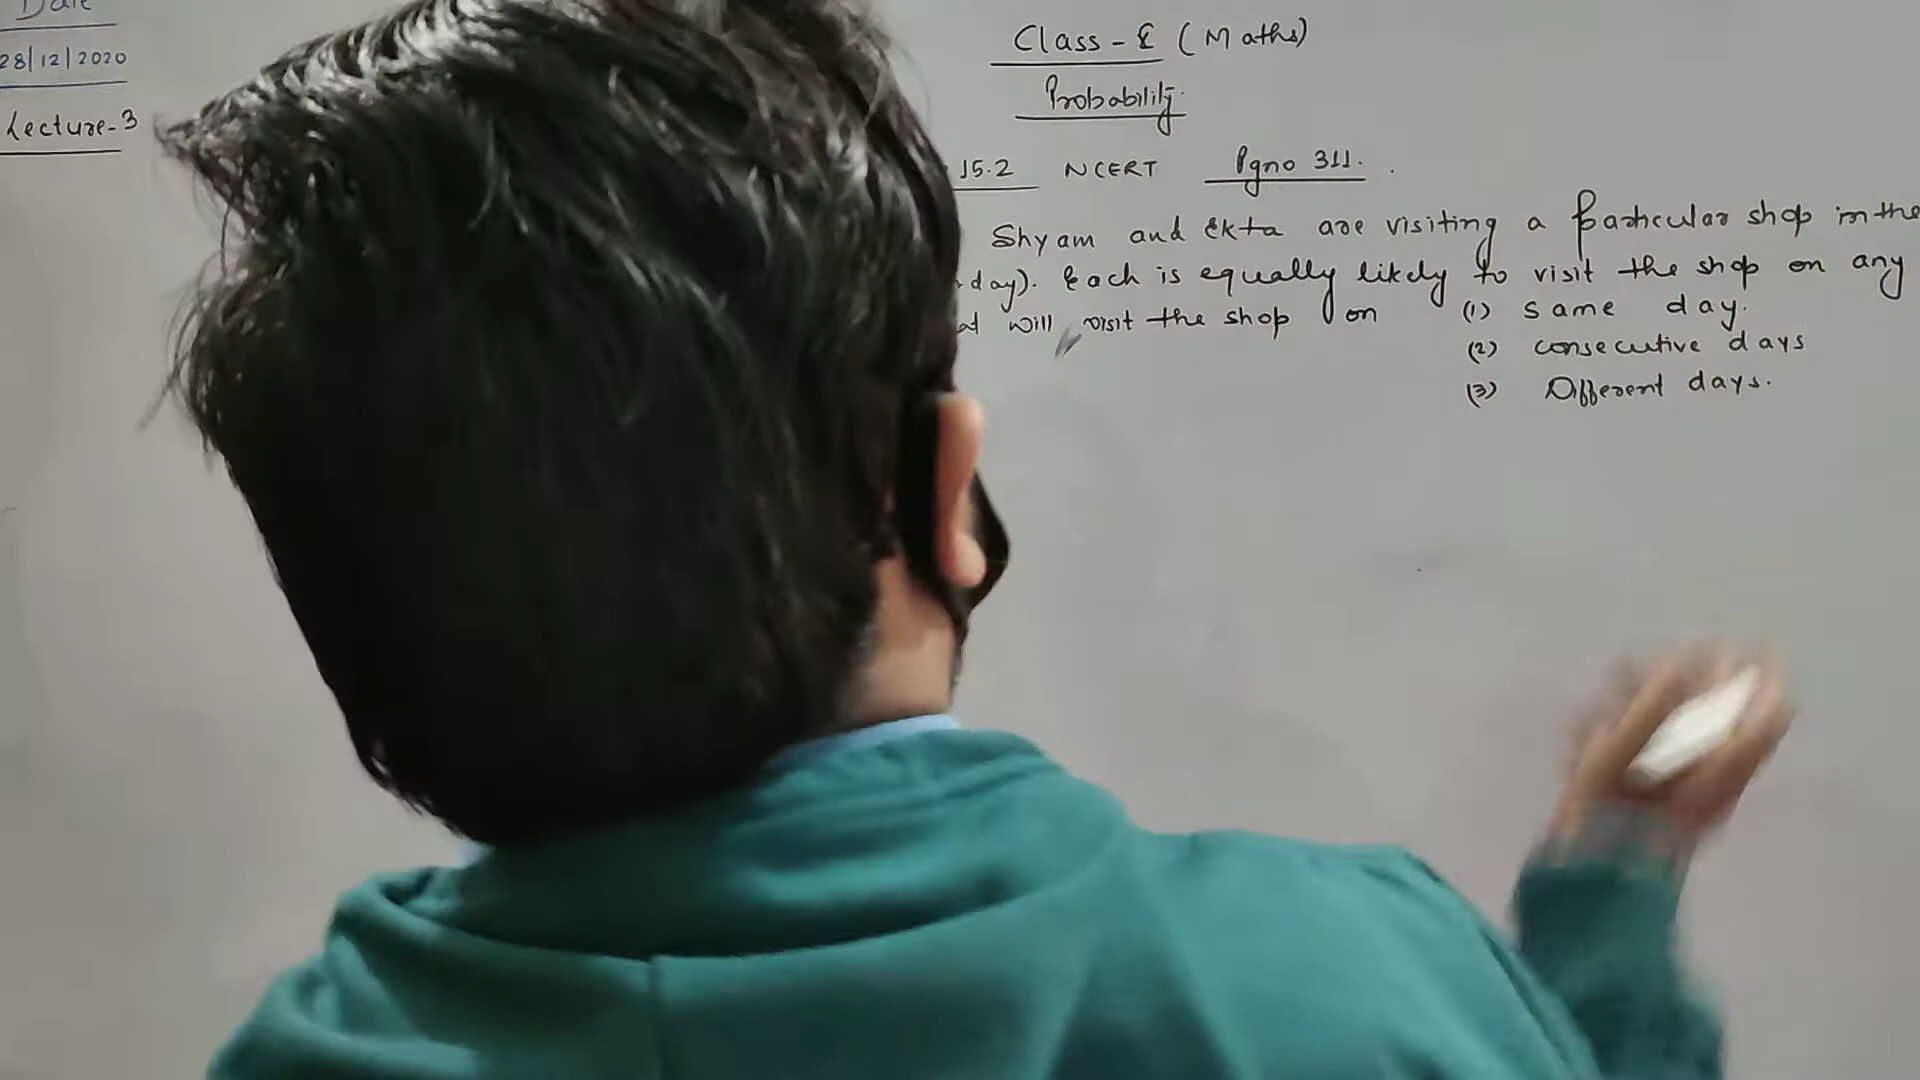 Date
28/12/2020
Lecture-3
Class-X (Maths)
Probability
15.2 NCERT Pgno 311.
Shyam and Ekta are visiting a particular shop in the
day). Each is equally likely to visit the shop on any
will visit the shop on (1) Same day.
(2) consecutive days
(3) Different days.